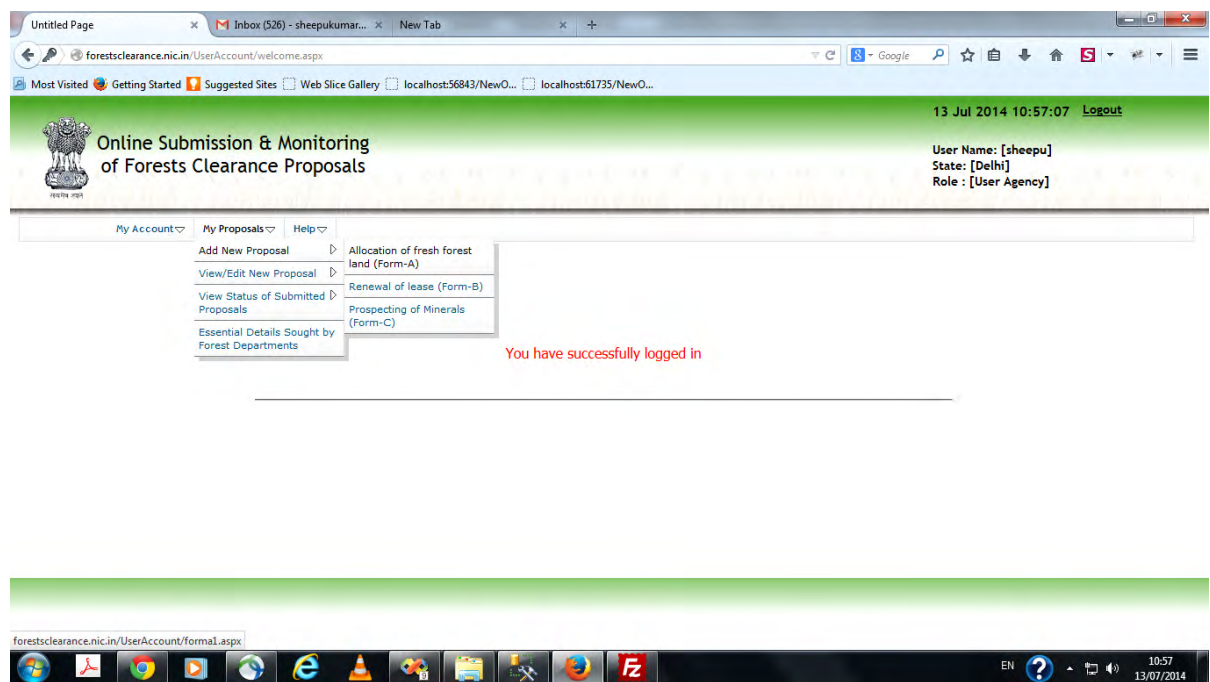 Untitled Page
Inbox (526) - sheepukumar...
New Tab
forestsclearance.nic.in/UserAccount/welcome.aspx
Google
Most Visited Getting Started Suggested Sites Web Slice Gallery localhost:56843/NewO... localhost:61735/NewO...
13 Jul 2014 10:57:07 Logout
Online Submission & Monitoring
of Forests Clearance Proposals
User Name: [sheepu]
State: [Delhi]
Role : [User Agency]
सत्यमेव जयते
My Account My Proposals Help
Add New Proposal
View/Edit New Proposal
View Status of Submitted
Proposals
Essential Details Sought by
Forest Departments
Allocation of fresh forest
land (Form-A)
Renewal of lease (Form-B)
Prospecting of Minerals
(Form-C)
You have successfully logged in
forestsclearance.nic.in/UserAccount/forma1.aspx
EN
10:57
13/07/2014